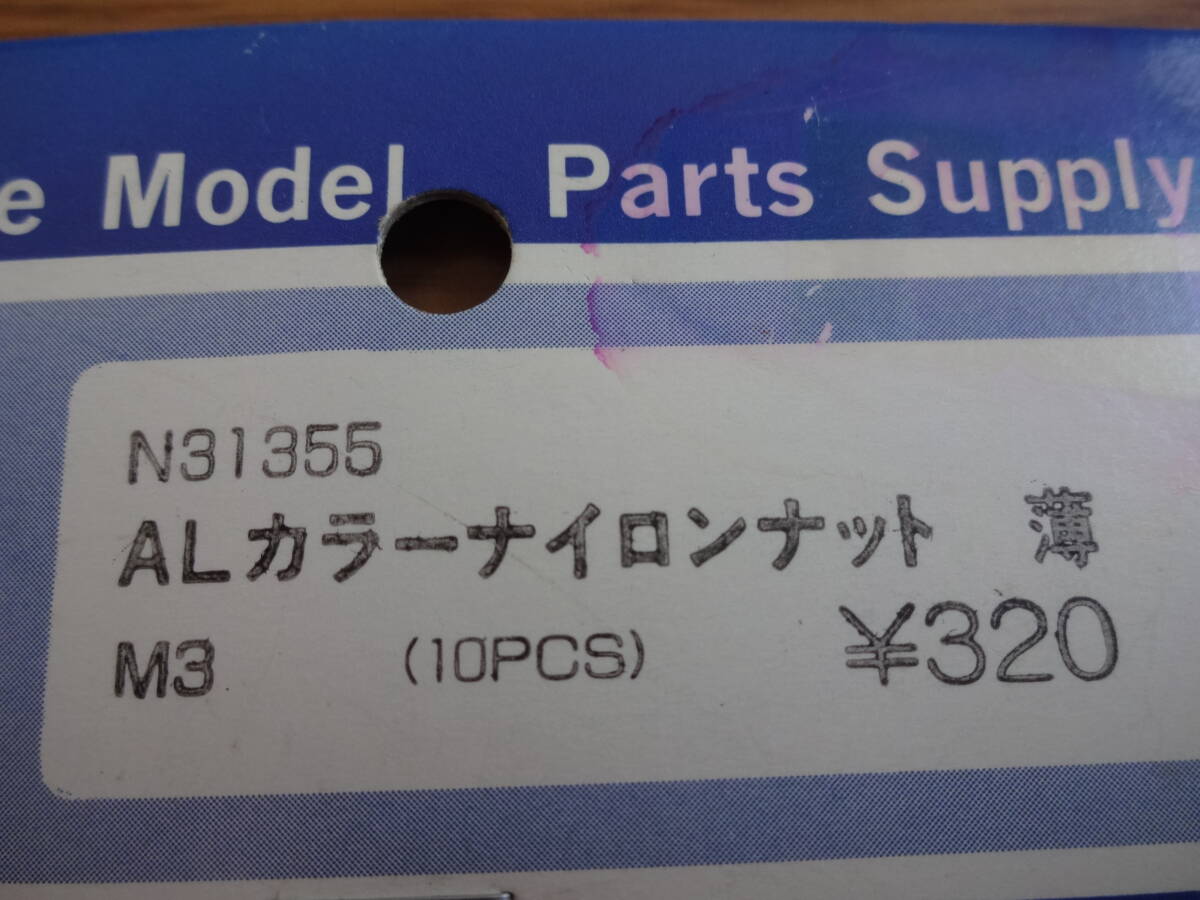 e Model Parts Supply
N31355
ALカラーナイロンナット 薄
M3 (10PCS) ¥320